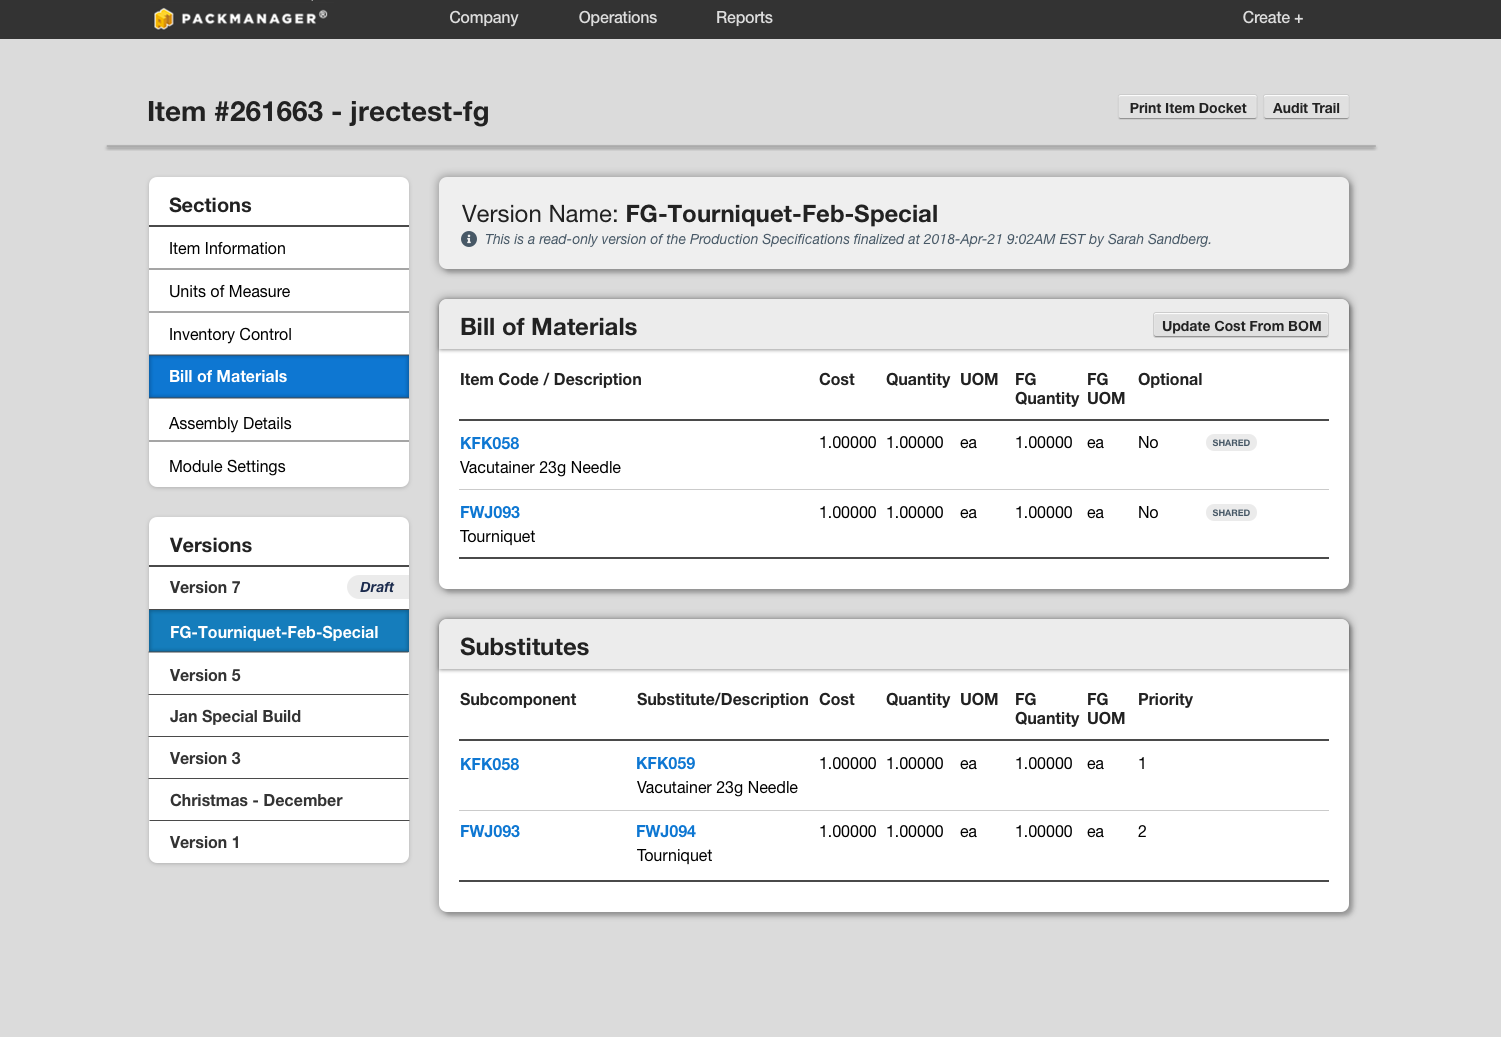 PACKMANAGER®
Company Operations Reports Create +
Item #261663 - jrectest-fg
Print Item Docket Audit Trail
Sections
Item Information
Units of Measure
Inventory Control
Bill of Materials
Assembly Details
Module Settings
Versions
Version 7 Draft
FG-Tourniquet-Feb-Special
Version 5
Jan Special Build
Version 3
Christmas - December
Version 1
Version Name: FG-Tourniquet-Feb-Special
This is a read-only version of the Production Specifications finalized at 2018-Apr-21 9:02AM EST by Sarah Sandberg.
Bill of Materials Update Cost From BOM
Item Code / Description Cost Quantity UOM FG Quantity FG UOM Optional
KFK058 1.00000 1.00000 ea 1.00000 ea No SHARED
Vacutainer 23g Needle
FWJ093 1.00000 1.00000 ea 1.00000 ea No SHARED
Tourniquet
Substitutes
Subcomponent Substitute/Description Cost Quantity UOM FG Quantity FG UOM Priority
KFK058 KFK059 1.00000 1.00000 ea 1.00000 ea 1
Vacutainer 23g Needle
FWJ093 FWJ094 1.00000 1.00000 ea 1.00000 ea 2
Tourniquet